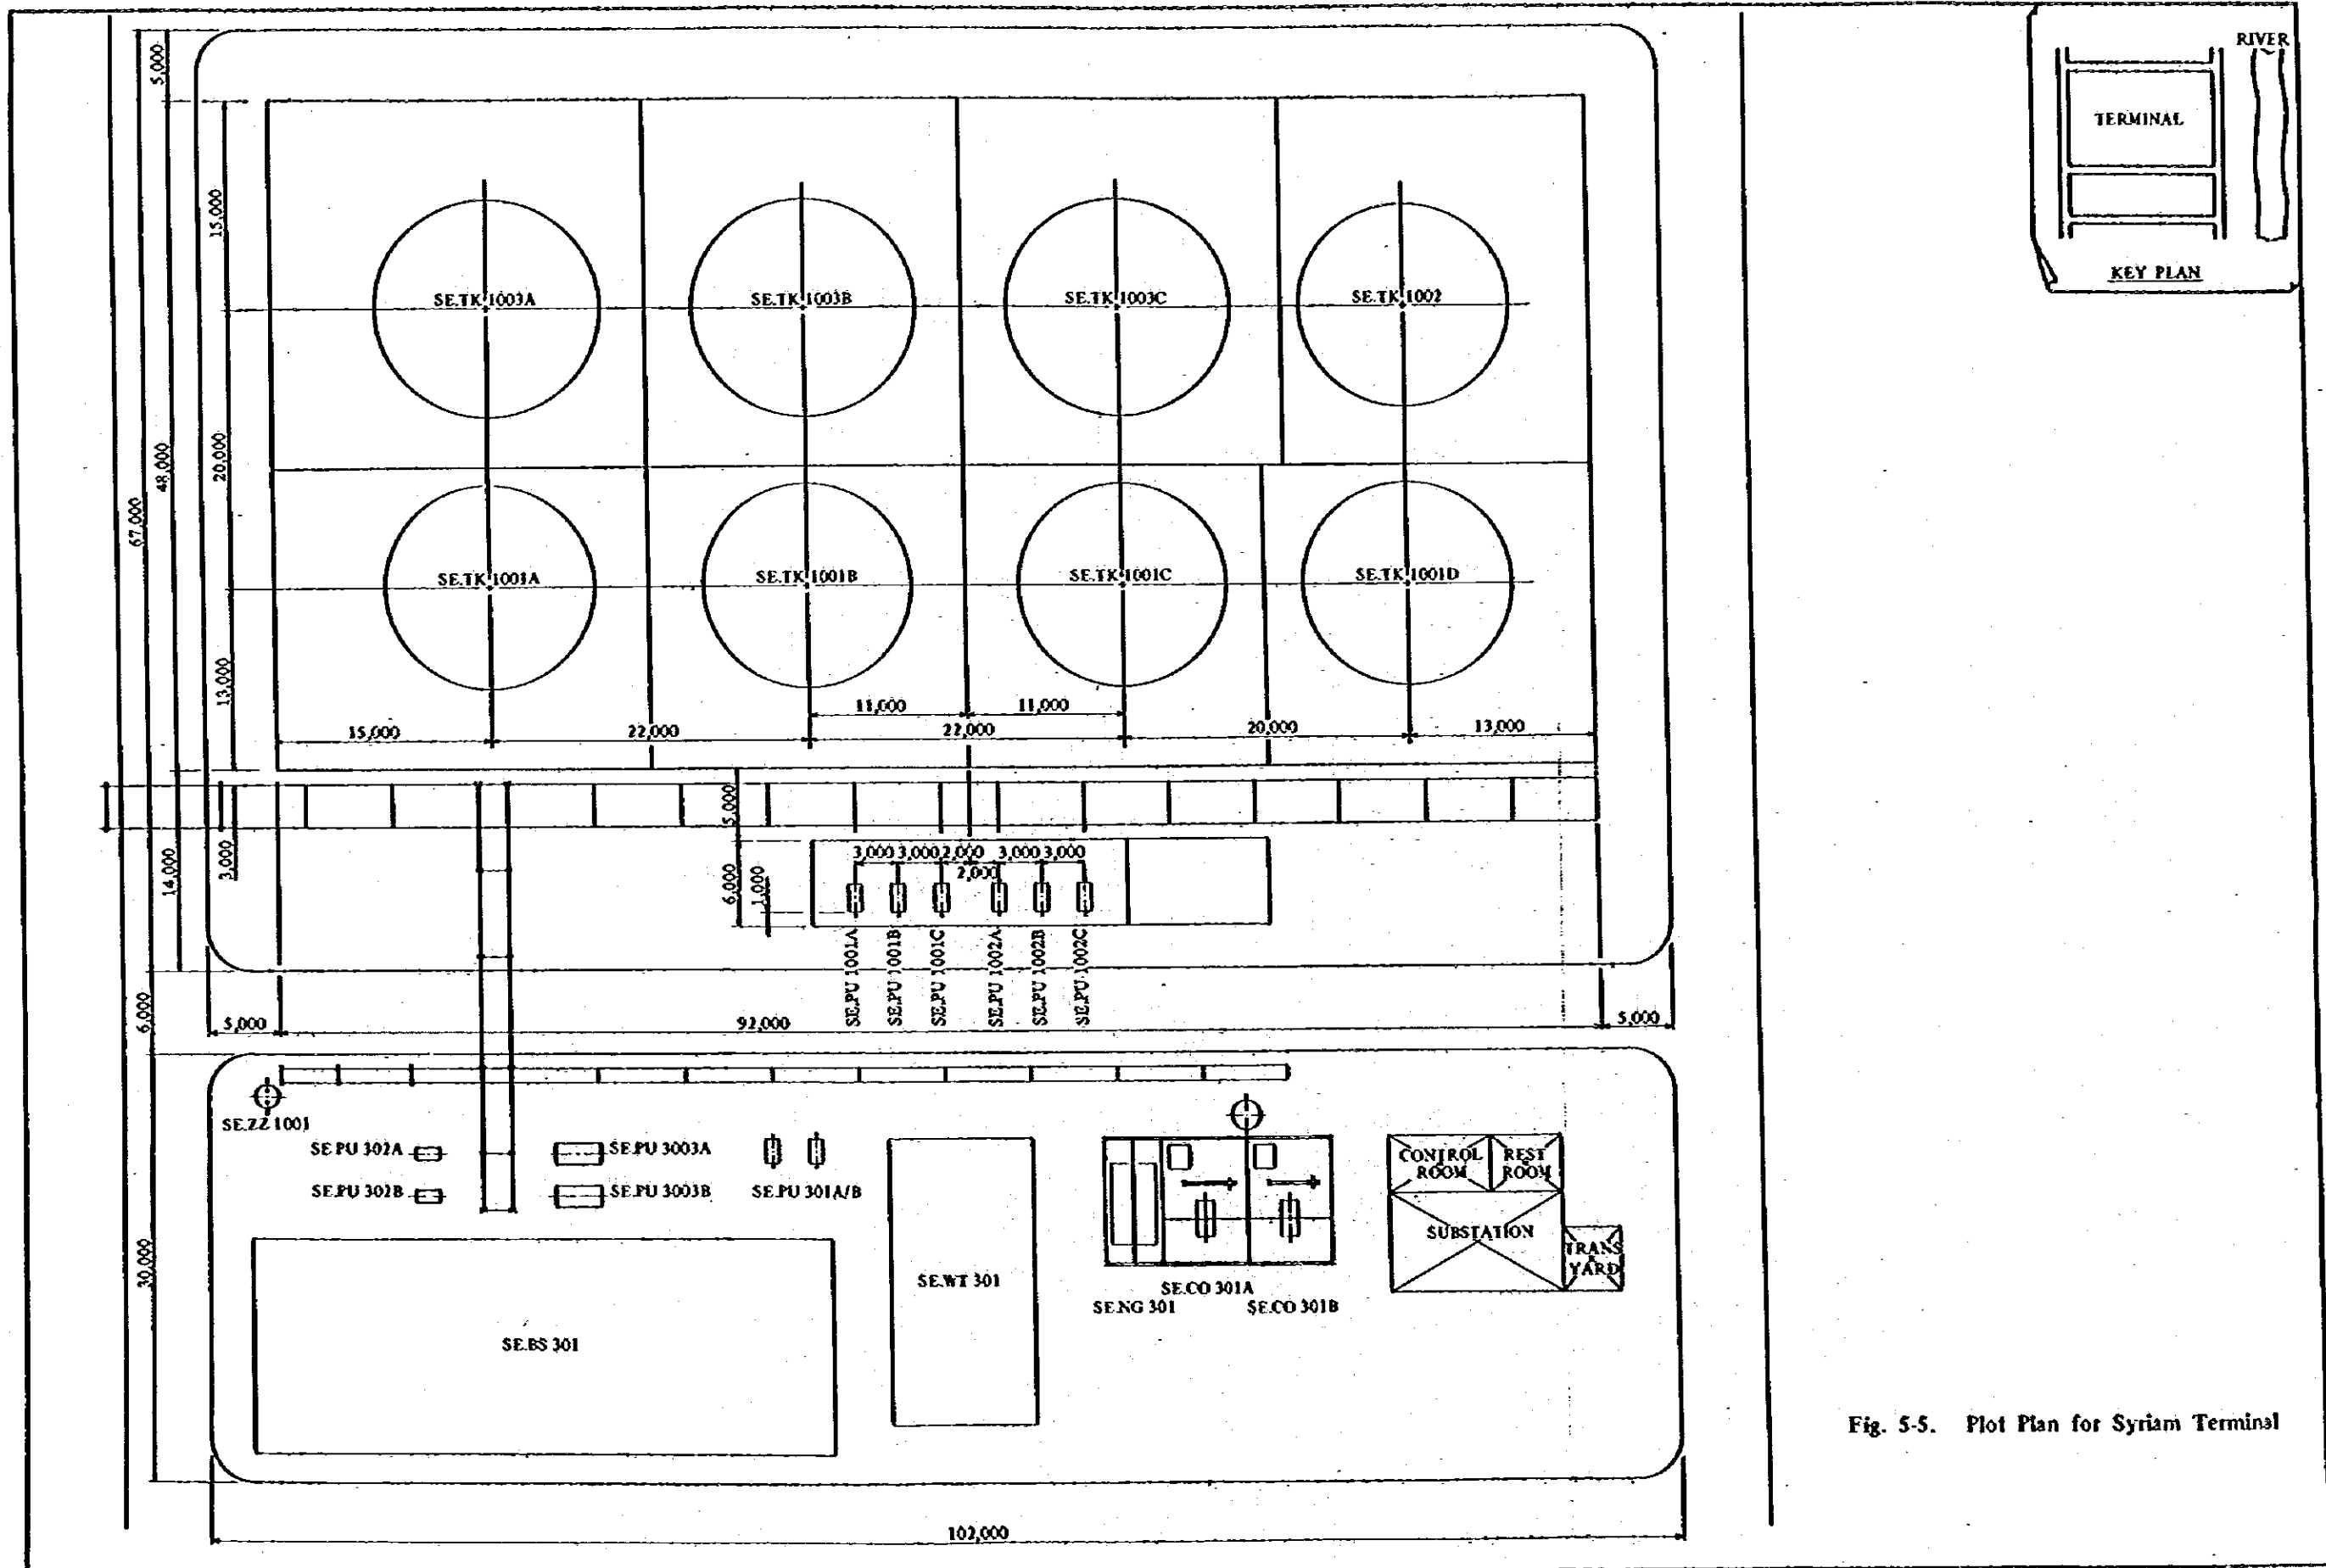 RIVER
TERMINAL
KEY PLAN
5,000
15,000
48,000
20,000
67,000
13,000
SE.TK 1003A
SE.TK 1003B
SE.TK 1003C
SE.TK 1002
SE.TK 1001A
SE.TK 1001B
SE.TK 1001C
SE.TK 1001D
11,000
11,000
15,000
22,000
22,000
20,000
13,000
5,000
3,000
14,000
6,000
1,000
3,000
3,000
2,000
3,000
3,000
2,000
SE.PU 1001A
SE.PU 1001B
SE.PU 1001C
SE.PU 1002A
SE.PU 1002B
SE.PU 1002C
6,000
5,000
92,000
5,000
SE.ZZ 1001
SE.PU 302A
SE.PU 3003A
SE.PU 302B
SE.PU 3003B
SE.PU 301A/B
CONTROL
ROOM
REST
ROOM
SUBSTATION
TRANS
YARD
30,000
SE.BS 301
SE.WT 301
SE.CO 301A
SE.NG 301
SE.CO 301B
102,000
Fig. 5-5. Plot Plan for Syriam Terminal